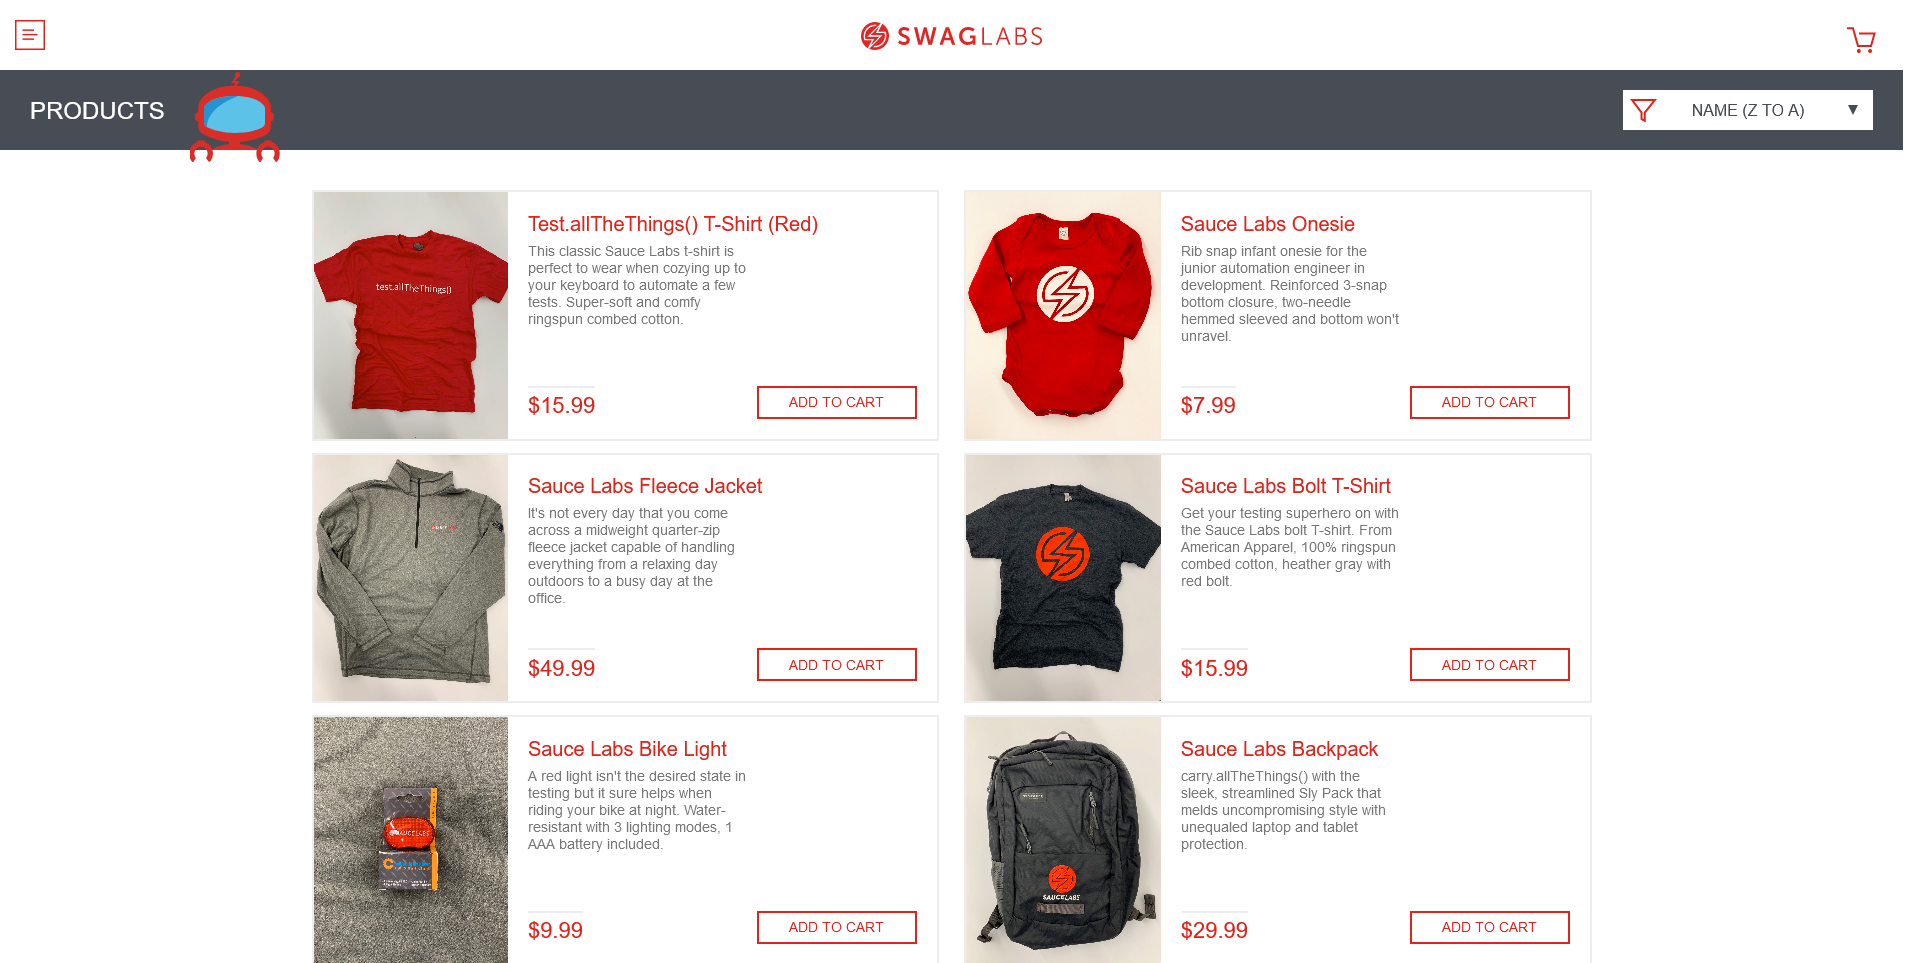 SWAGLABS
PRODUCTS
NAME (Z TO A)
test.allTheThings()
Test.allTheThings() T-Shirt (Red)
This classic Sauce Labs t-shirt is
perfect to wear when cozying up to
your keyboard to automate a few
tests. Super-soft and comfy
ringspun combed cotton.
$15.99
ADD TO CART
Sauce Labs Onesie
Rib snap infant onesie for the
junior automation engineer in
development. Reinforced 3-snap
bottom closure, two-needle
hemmed sleeved and bottom won't
unravel.
$7.99
ADD TO CART
Sauce Labs Fleece Jacket
It's not every day that you come
across a midweight quarter-zip
fleece jacket capable of handling
everything from a relaxing day
outdoors to a busy day at the
office.
$49.99
ADD TO CART
Sauce Labs Bolt T-Shirt
Get your testing superhero on with
the Sauce Labs bolt T-shirt. From
American Apparel, 100% ringspun
combed cotton, heather gray with
red bolt.
$15.99
ADD TO CART
SAUCELABS
Sauce Labs Bike Light
A red light isn't the desired state in
testing but it sure helps when
riding your bike at night. Water-
resistant with 3 lighting modes, 1
AAA battery included.
$9.99
ADD TO CART
SAUCELABS
Sauce Labs Backpack
carry.allTheThings() with the
sleek, streamlined Sly Pack that
melds uncompromising style with
unequaled laptop and tablet
protection.
$29.99
ADD TO CART